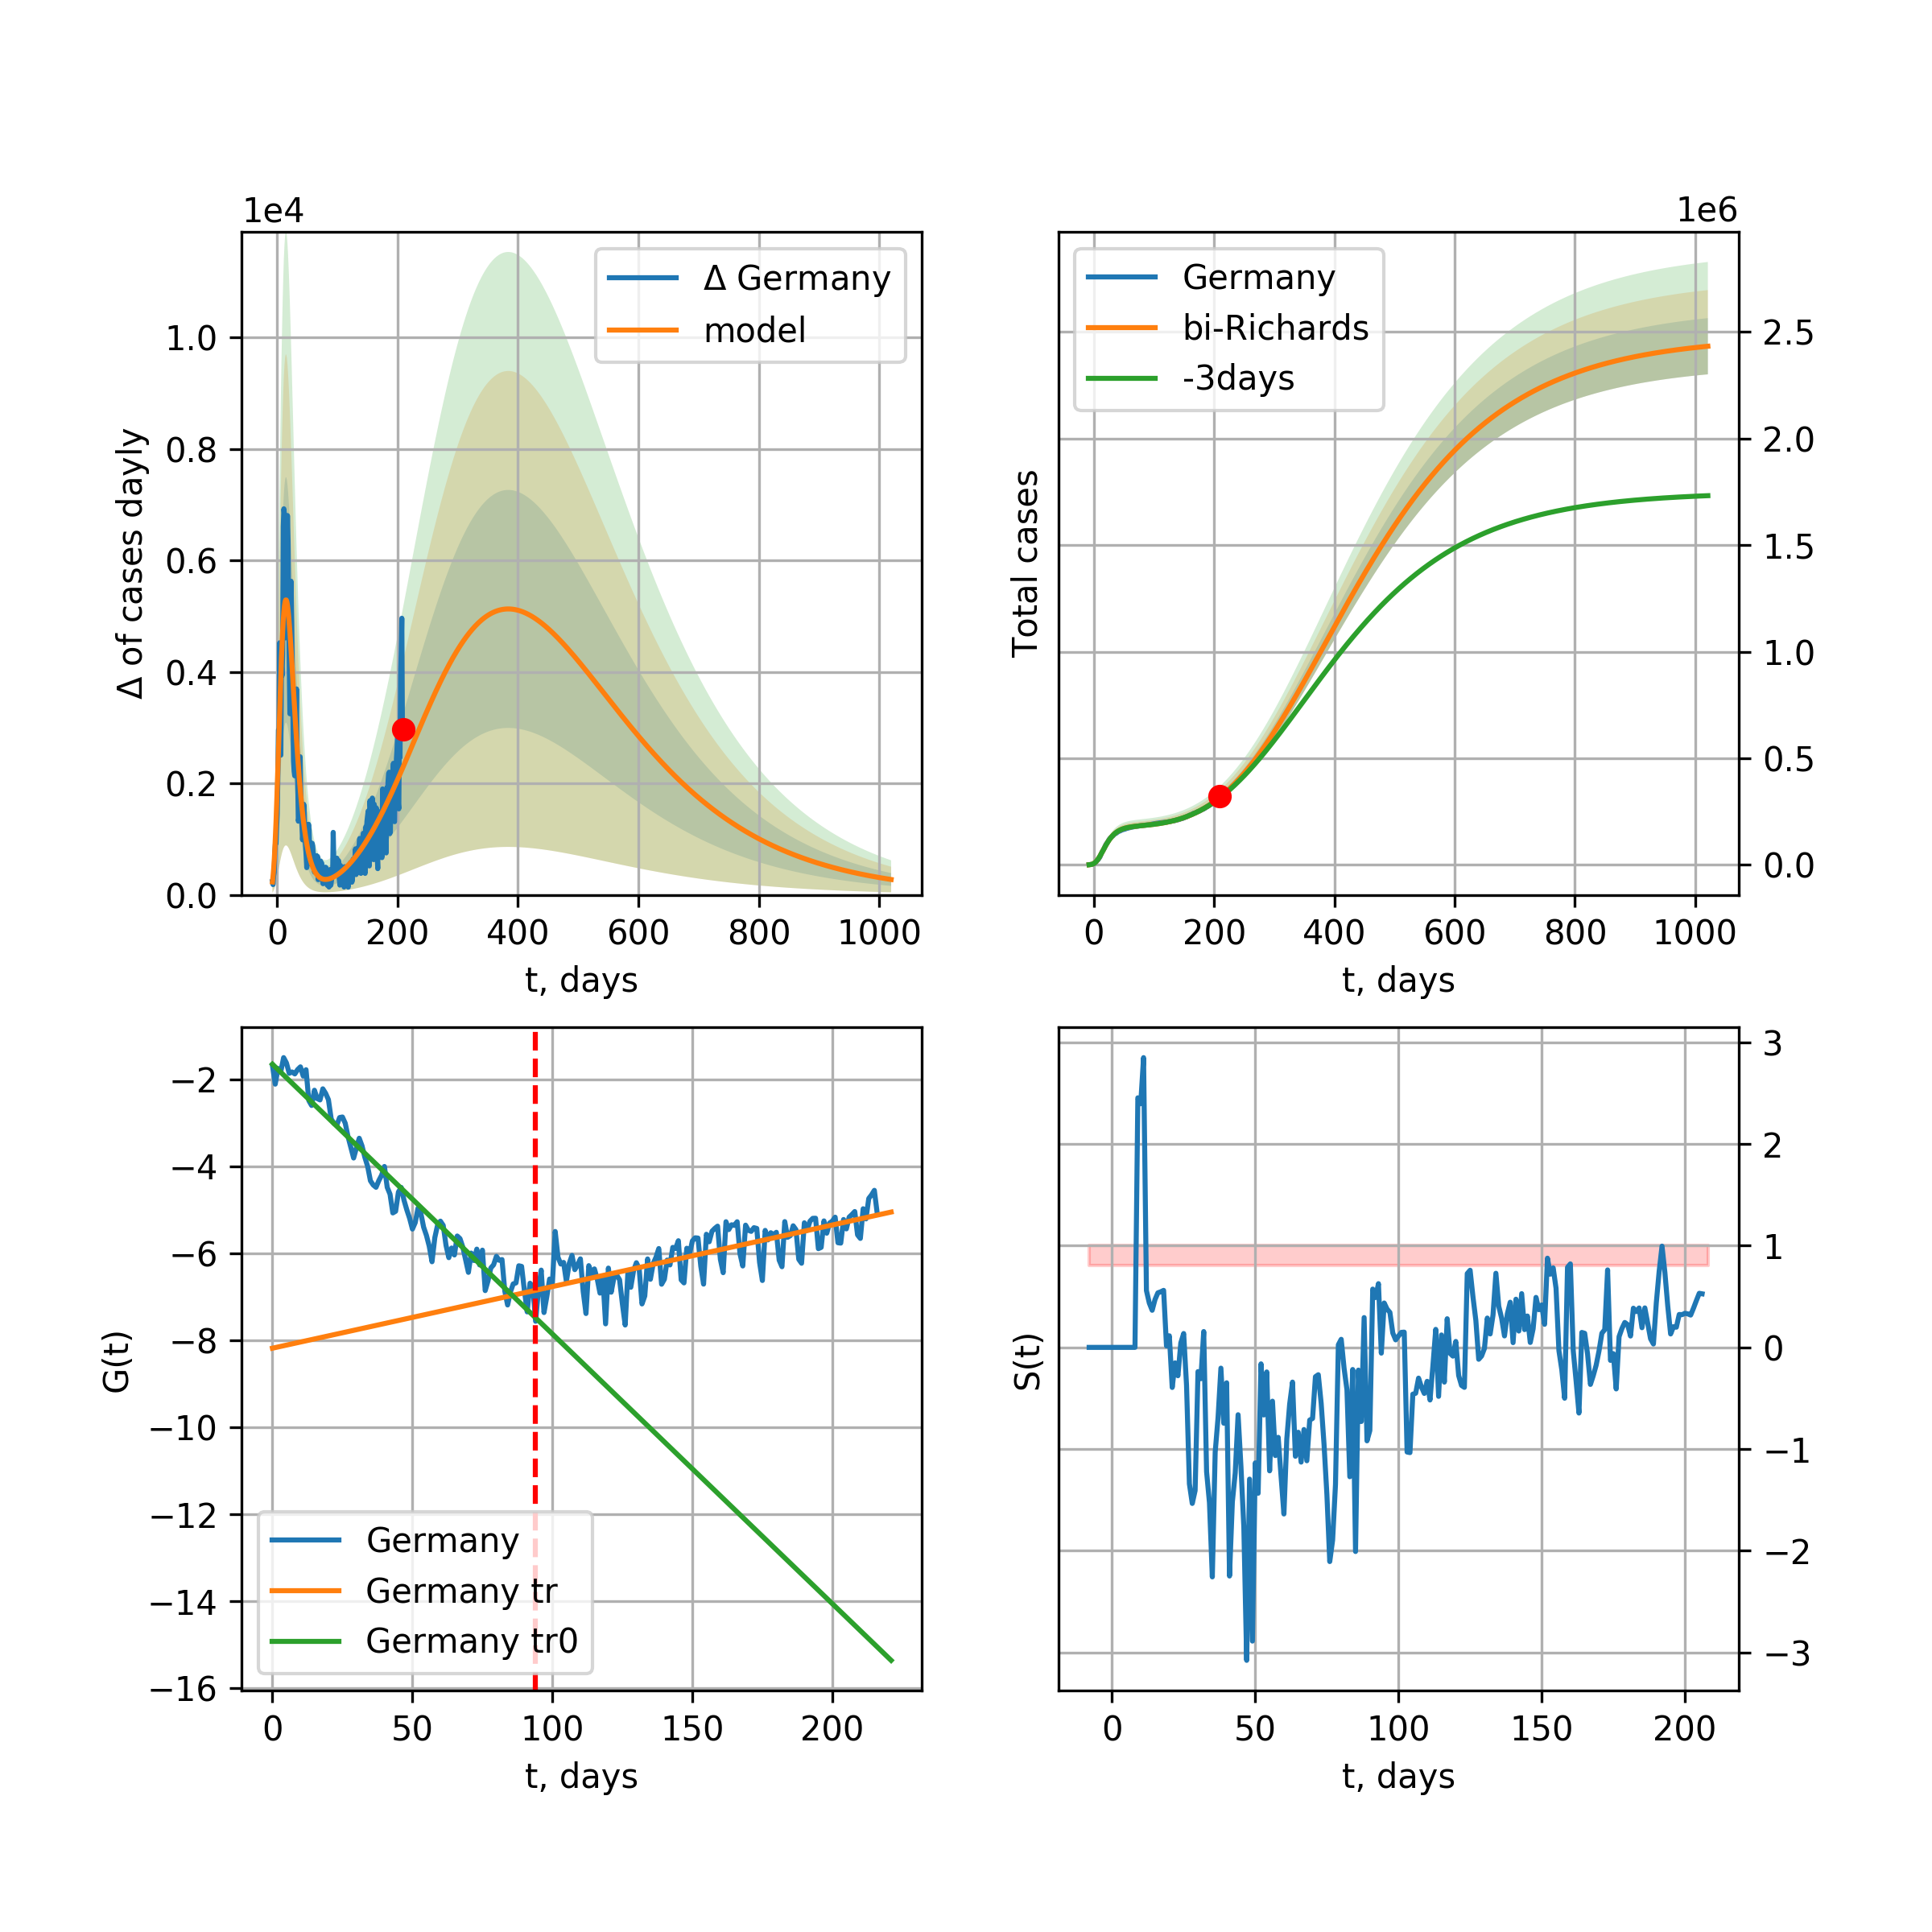 1e4
Δ of cases dayly
1.0
0.8
0.6
0.4
0.2
0.0
0 200 400 600 800 1000
t, days
Δ Germany
model
1e6
Total cases
2.5
2.0
1.5
1.0
0.5
0.0
0 200 400 600 800 1000
t, days
Germany
bi-Richards
-3days
G(t)
−2
−4
−6
−8
−10
−12
−14
−16
0 50 100 150 200
t, days
Germany
Germany tr
Germany tr0
S(t)
3
2
1
0
−1
−2
−3
0 50 100 150 200
t, days